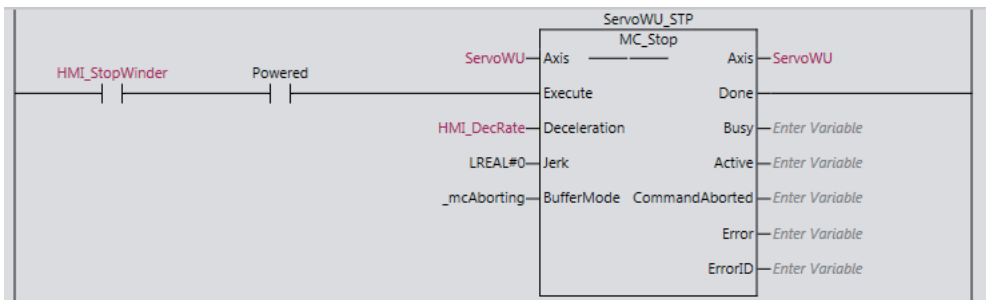 ServoWU_STP
MC_Stop
ServoWU Axis Axis ServoWU
HMI_StopWinder Powered
Execute Done
HMI_DecRate Deceleration Busy Enter Variable
LREAL#0 Jerk Active Enter Variable
_mcAborting BufferMode CommandAborted Enter Variable
Error Enter Variable
ErrorID Enter Variable